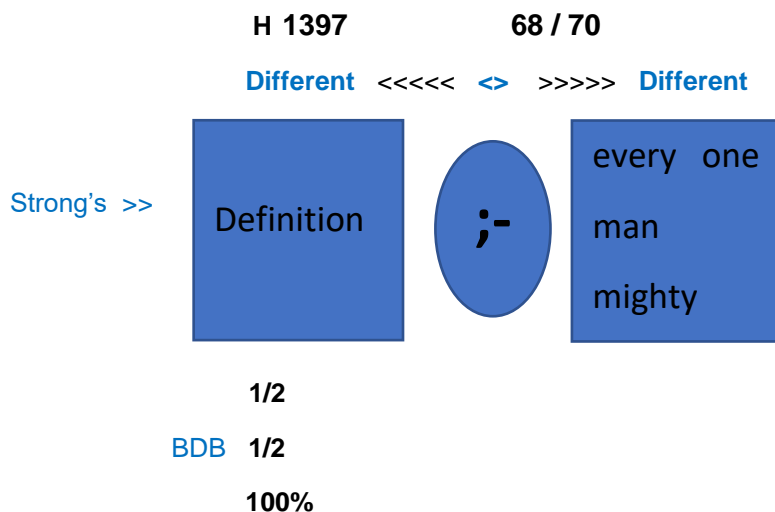 H 1397 68 / 70
Different <<<<< <> >>>>> Different
every one
Strong's >> Definition ;- man
mighty
1/2
BDB 1/2
100%